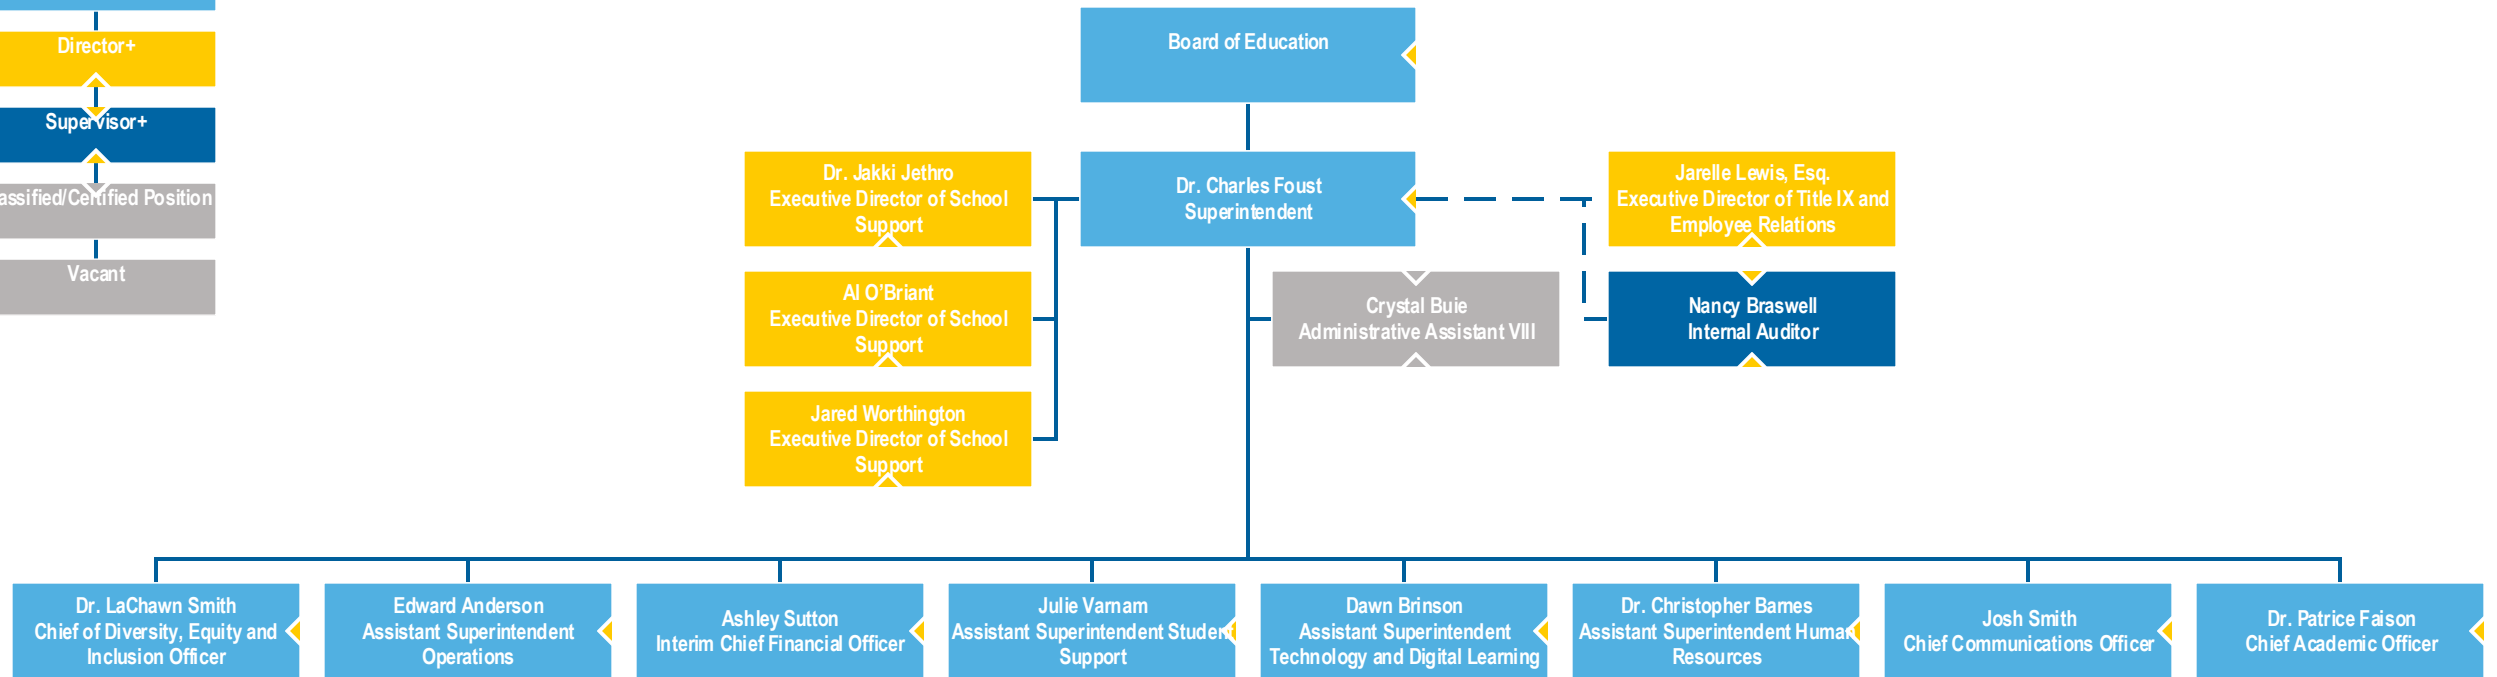 Director+
Supervisor+
Position
Vacant
Board of Education
Dr. Charles Foust
Superintendent
Dr. Jakki Jethro
Executive Director of School
Support
Al O'Briant
Executive Director of School
Support
Jared Worthington
Executive Director of School
Support
Crystal Buie
Administrative Assistant VIII
Jarelle Lewis, Esq.
Executive Director of Title IX and
Employee Relations
Nancy Braswell
Internal Auditor
Dr. LaChawn Smith
Chief of Diversity, Equity and
Inclusion Officer
Edward Anderson
Assistant Superintendent
Operations
Ashley Sutton
Interim Chief Financial Officer
Julie Varnam
Assistant Superintendent Student
Support
Dawn Brinson
Assistant Superintendent
Technology and Digital Learning
Dr. Christopher Barnes
Assistant Superintendent Human
Resources
Josh Smith
Chief Communications Officer
Dr. Patrice Faison
Chief Academic Officer